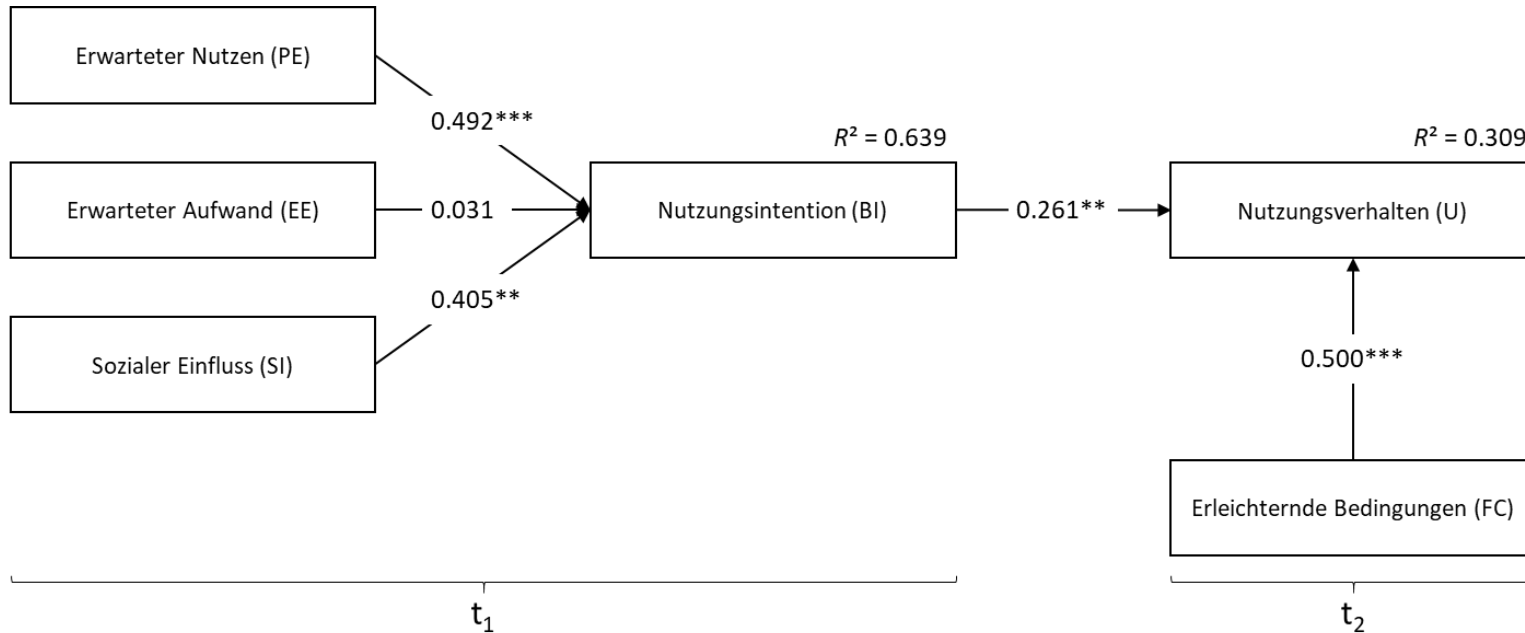 Erwarteter Nutzen (PE)
0.492***
R² = 0.639
R² = 0.309
Erwarteter Aufwand (EE)
0.031
Nutzungsintention (BI)
0.261**
Nutzungsverhalten (U)
0.405**
Sozialer Einfluss (SI)
0.500***
Erleichternde Bedingungen (FC)
t₁
t₂